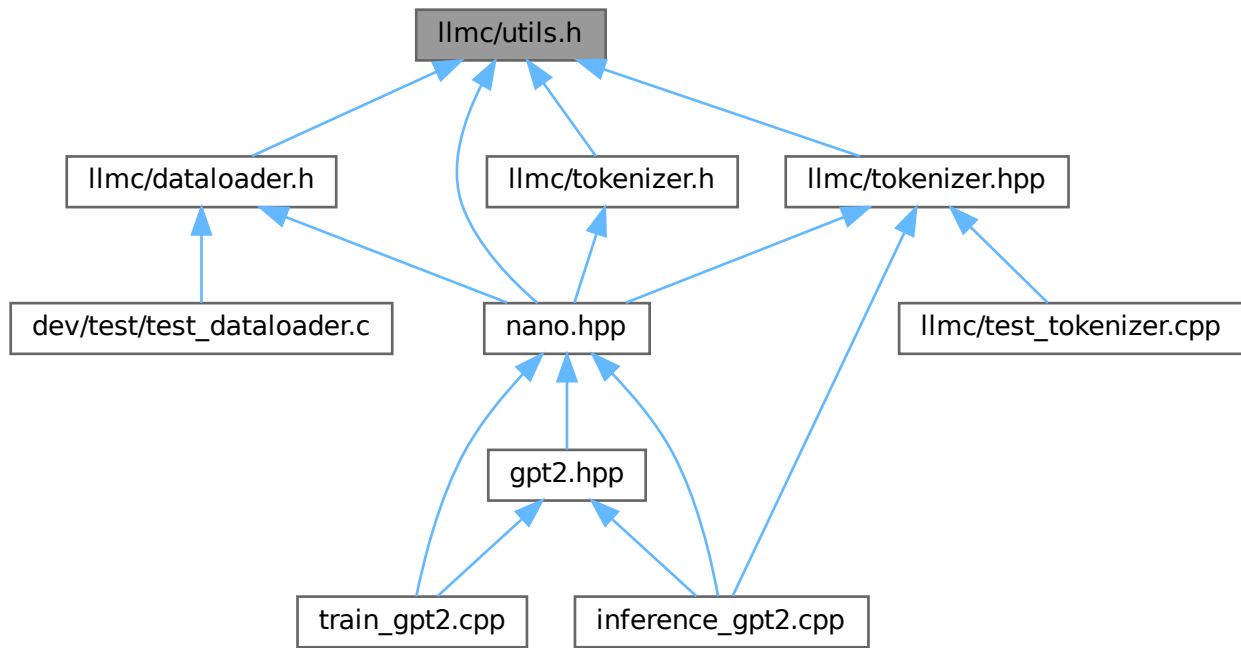 llmc/utils.h
llmc/dataloader.h
llmc/tokenizer.h
llmc/tokenizer.hpp
dev/test/test_dataloader.c
nano.hpp
llmc/test_tokenizer.cpp
gpt2.hpp
train_gpt2.cpp
inference_gpt2.cpp